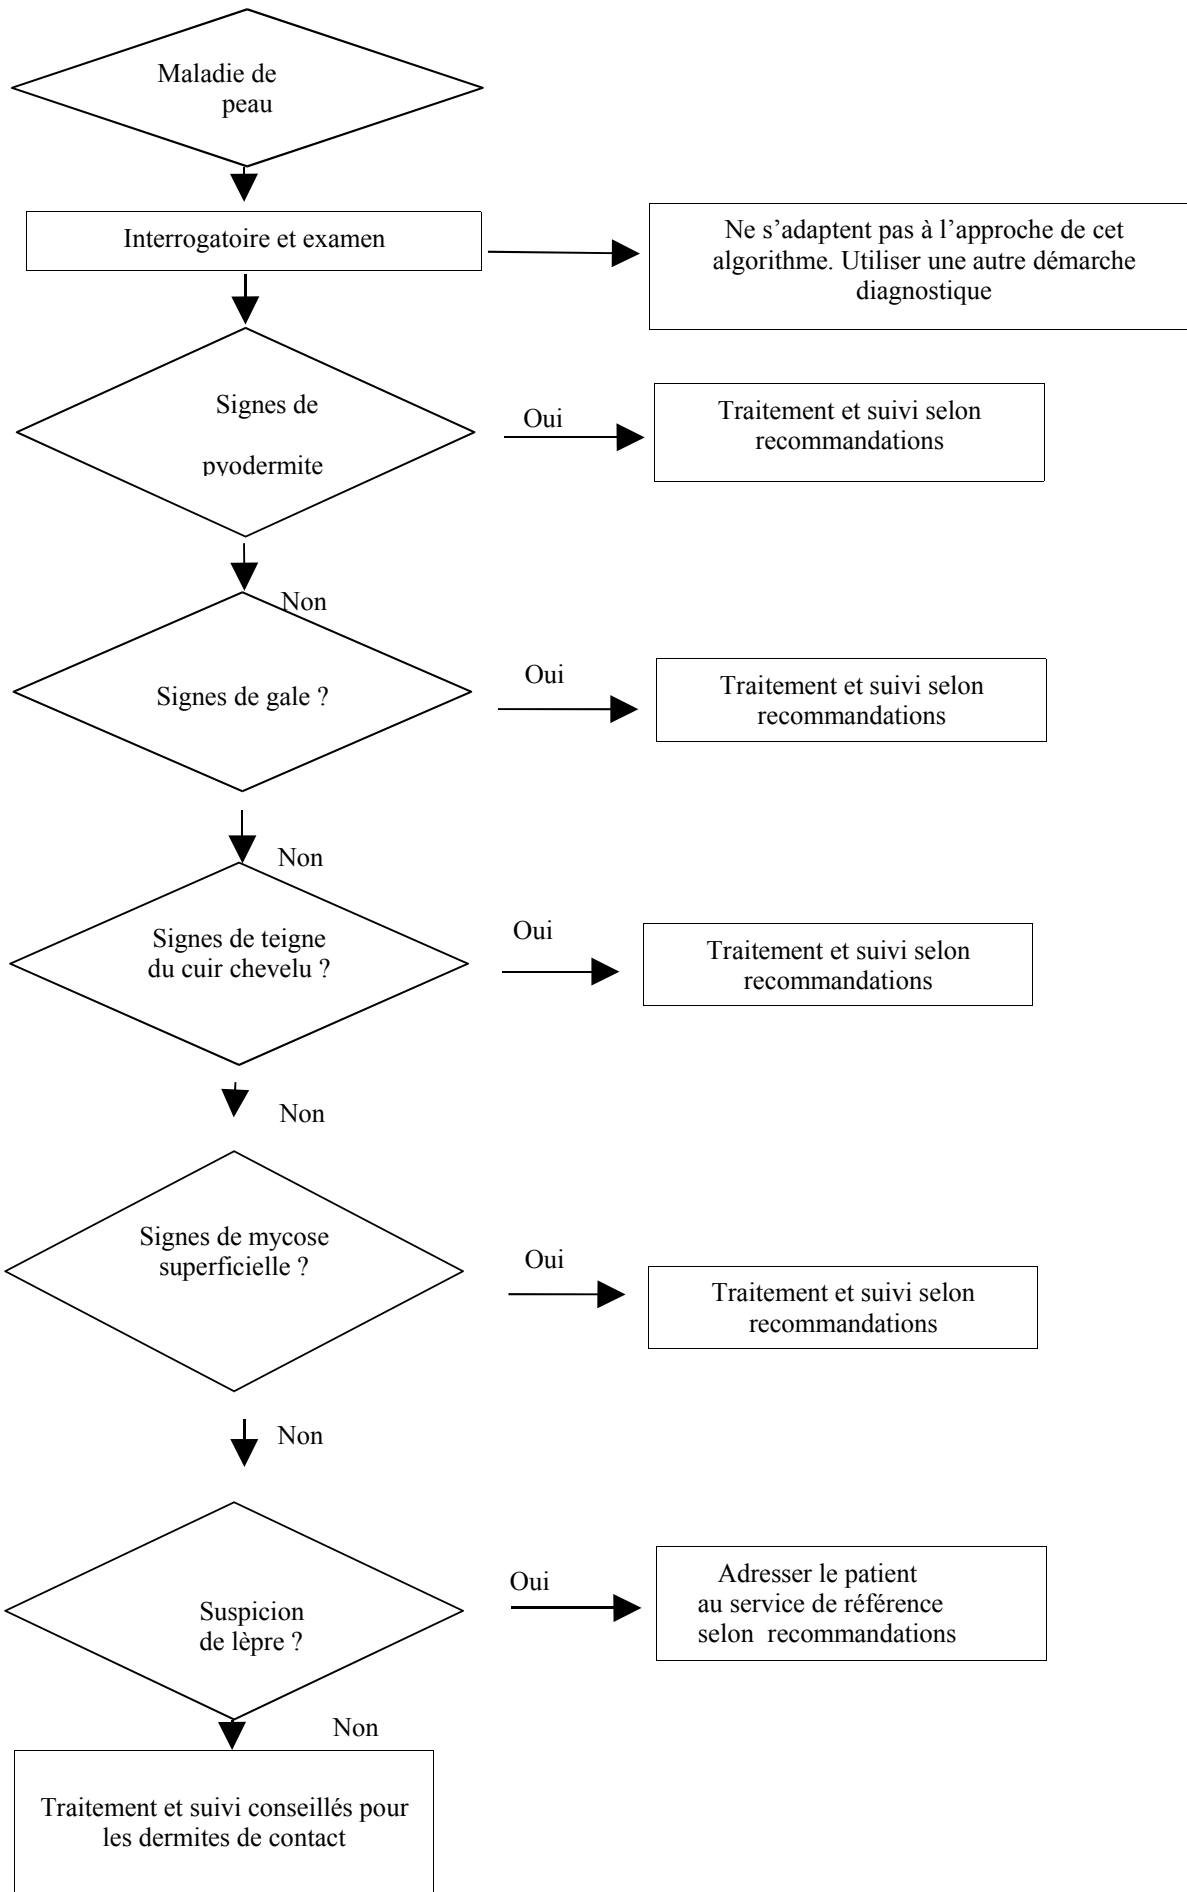 Maladie de
peau
Interrogatoire et examen
Ne s’adaptent pas à l’approche de cet
algorithme. Utiliser une autre démarche
diagnostique
Signes de
pyodermite
Oui
Traitement et suivi selon
recommandations
Non
Signes de gale ?
Oui
Traitement et suivi selon
recommandations
Non
Signes de teigne
du cuir chevelu ?
Oui
Traitement et suivi selon
recommandations
Non
Signes de mycose
superficielle ?
Oui
Traitement et suivi selon
recommandations
Non
Suspicion
de lèpre ?
Oui
Adresser le patient
au service de référence
selon recommandations
Non
Traitement et suivi conseillés pour
les dermites de contact